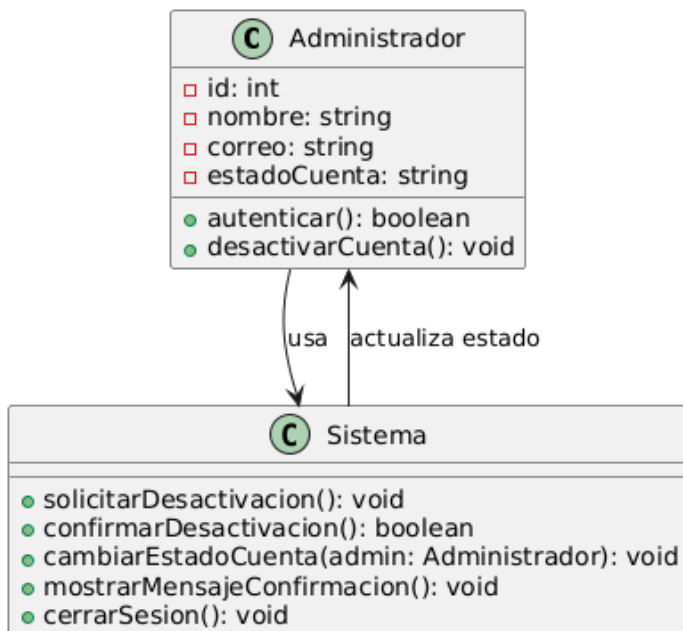 C Administrador
id: int
nombre: string
correo: string
estadoCuenta: string
autenticar(): boolean
desactivarCuenta(): void
usa
actualiza estado
C Sistema
solicitarDesactivacion(): void
confirmarDesactivacion(): boolean
cambiarEstadoCuenta(admin: Administrador): void
mostrarMensajeConfirmacion(): void
cerrarSesion(): void